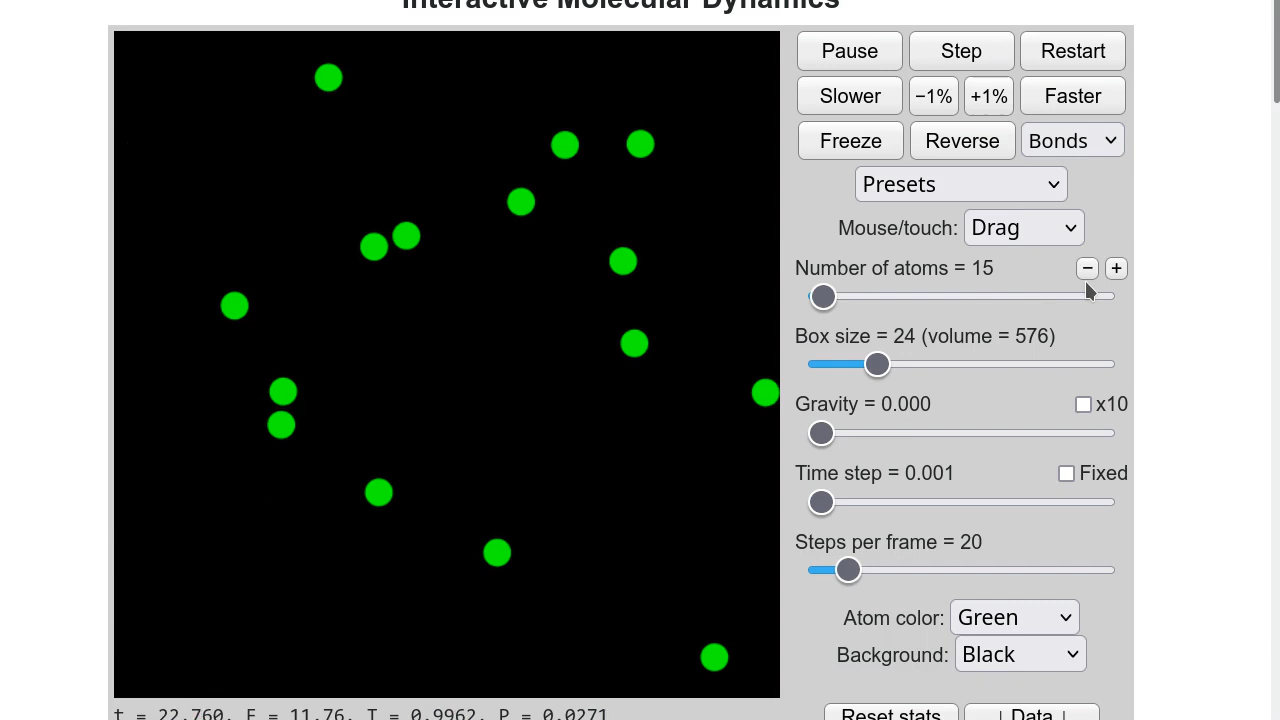 Interactive Molecular Dynamics
Pause Step Restart
Slower −1% +1% Faster
Freeze Reverse Bonds
Presets
Mouse/touch: Drag
Number of atoms = 15 − +
Box size = 24 (volume = 576)
Gravity = 0.000 x10
Time step = 0.001 Fixed
Steps per frame = 20
Atom color: Green
Background: Black
t = 22.760, E = 11.76, T = 0.9962, P = 0.0271
Reset stats ↓ Data ↓